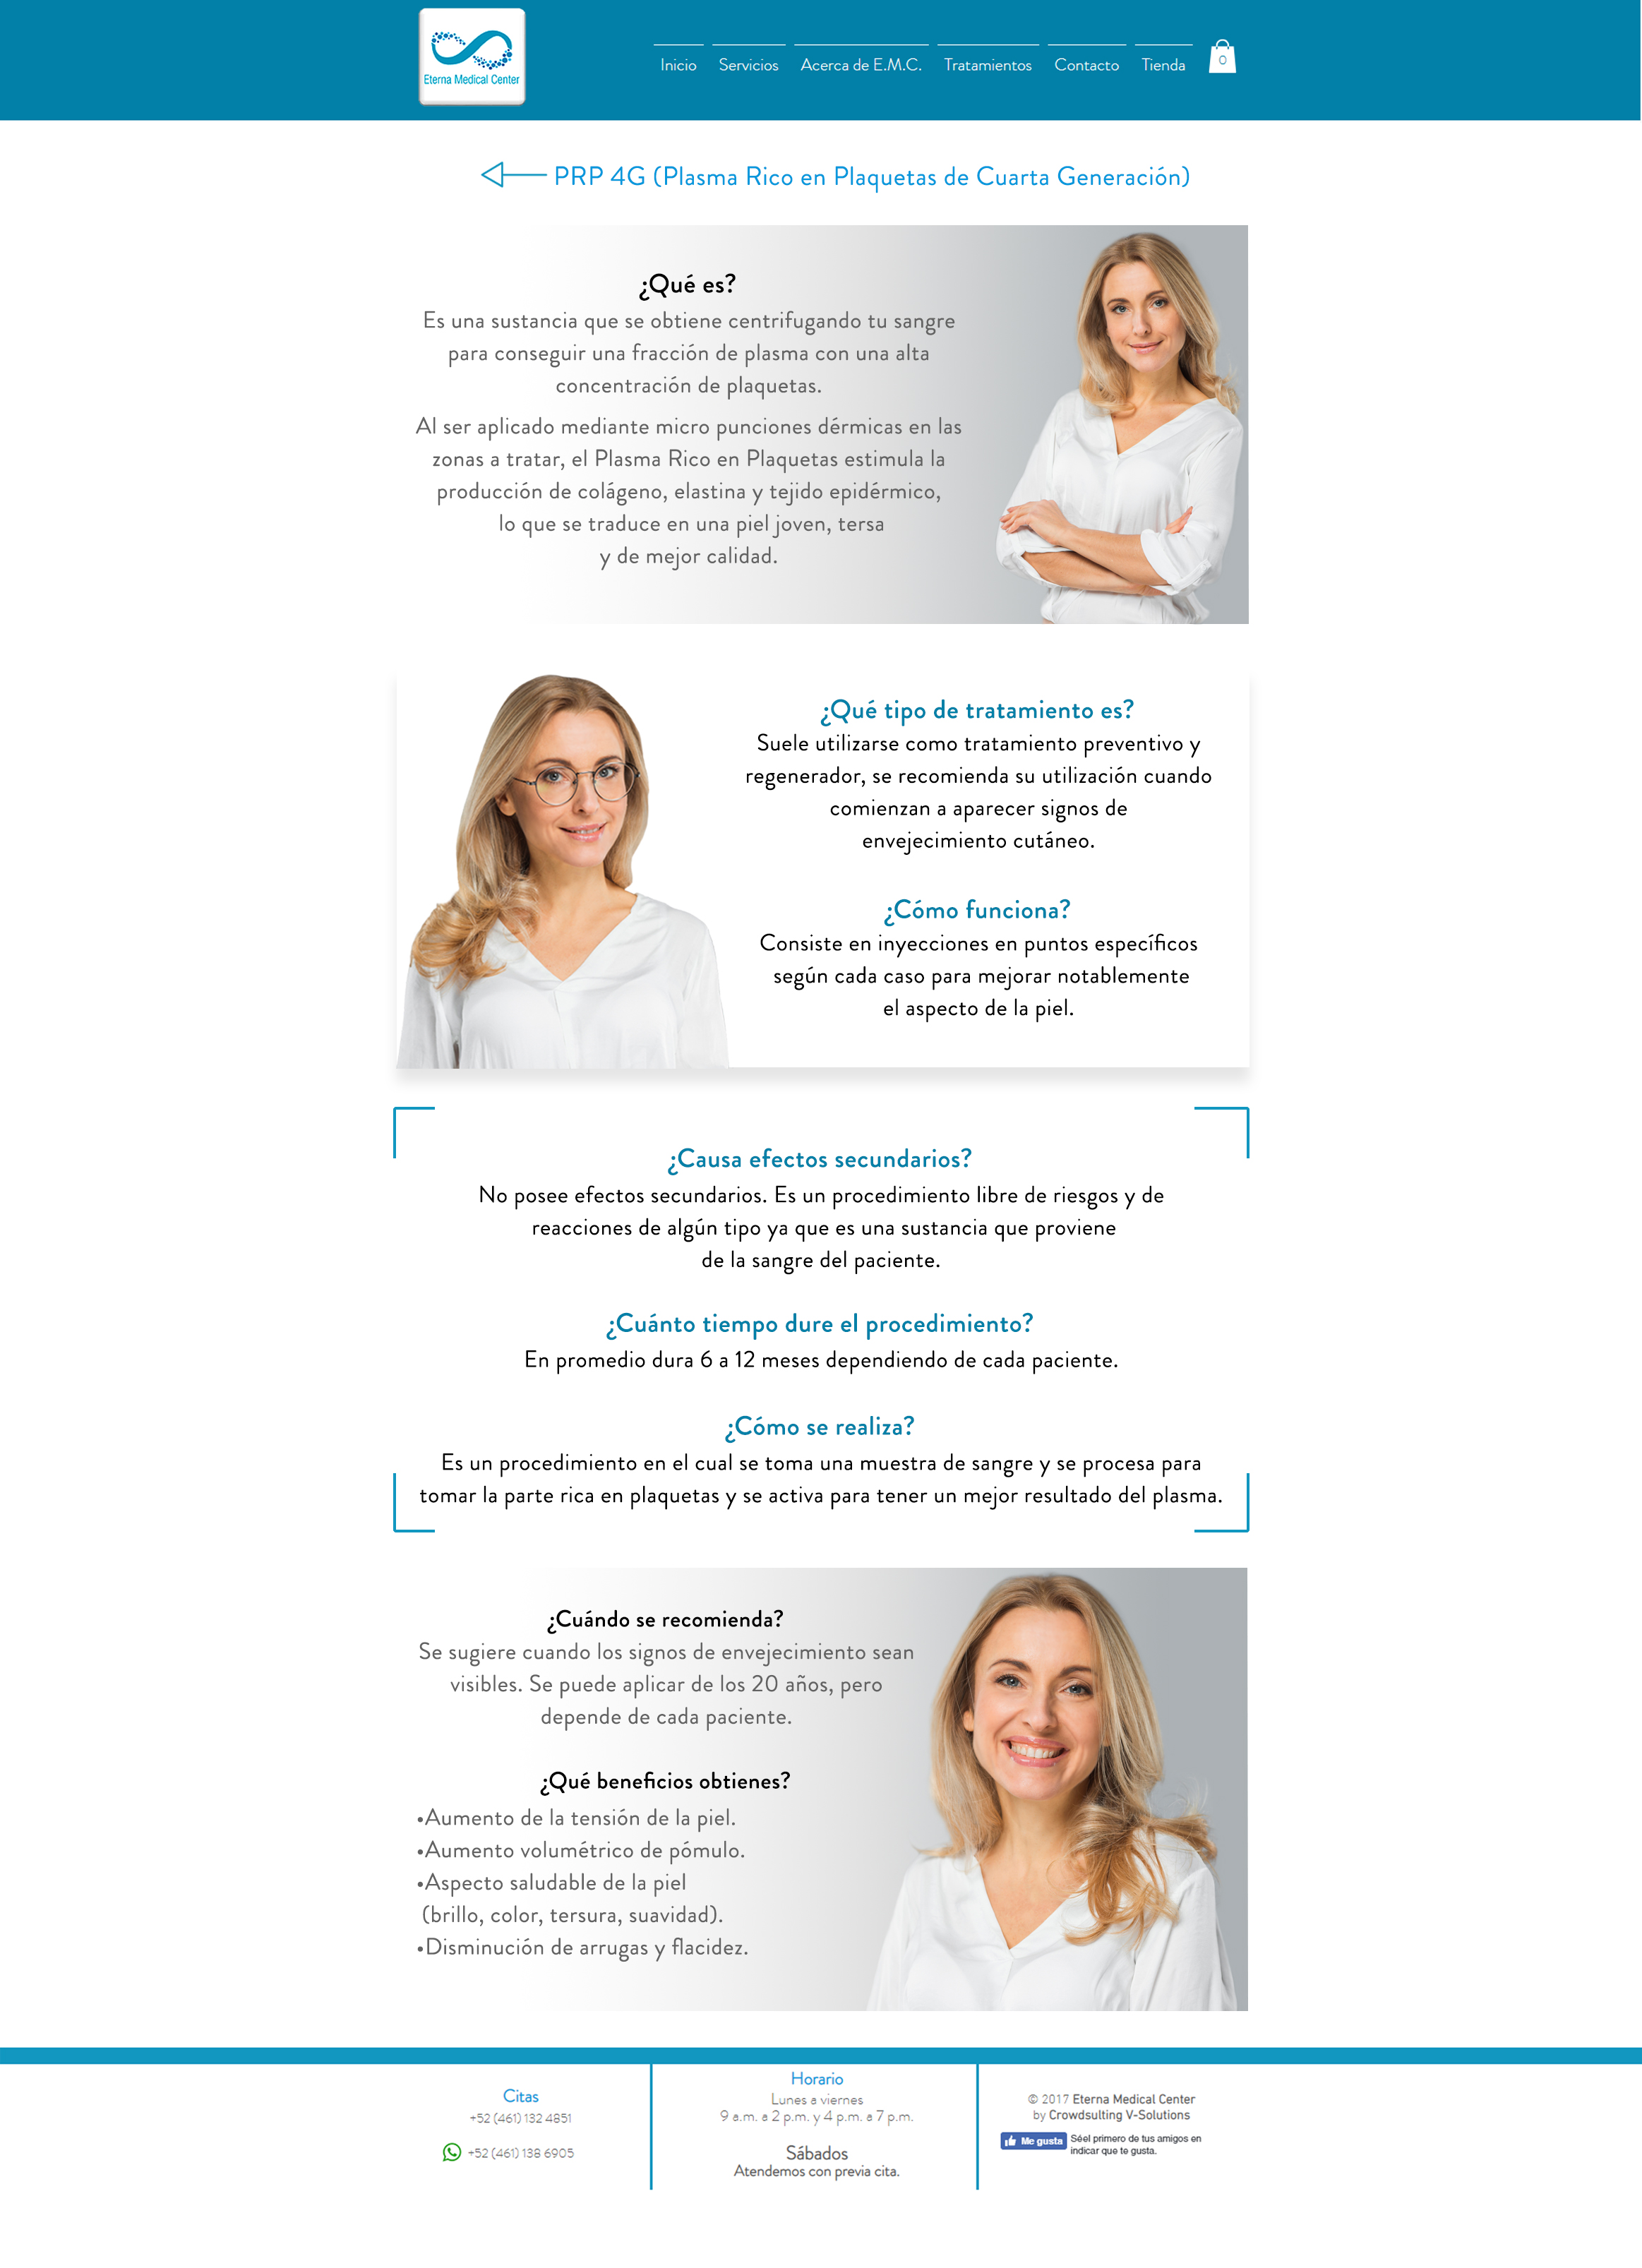 Eterna Medical Center
Inicio
Servicios
Acerca de E.M.C.
Tratamientos
Contacto
Tienda
0
PRP 4G (Plasma Rico en Plaquetas de Cuarta Generación)
¿Qué es?
Es una sustancia que se obtiene centrifugando tu sangre
para conseguir una fracción de plasma con una alta
concentración de plaquetas.
Al ser aplicado mediante micro punciones dérmicas en las
zonas a tratar, el Plasma Rico en Plaquetas estimula la
producción de colágeno, elastina y tejido epidérmico,
lo que se traduce en una piel joven, tersa
y de mejor calidad.
¿Qué tipo de tratamiento es?
Suele utilizarse como tratamiento preventivo y
regenerador, se recomienda su utilización cuando
comienzan a aparecer signos de
envejecimiento cutáneo.
¿Cómo funciona?
Consiste en inyecciones en puntos específicos
según cada caso para mejorar notablemente
el aspecto de la piel.
¿Causa efectos secundarios?
No posee efectos secundarios. Es un procedimiento libre de riesgos y de
reacciones de algún tipo ya que es una sustancia que proviene
de la sangre del paciente.
¿Cuánto tiempo dure el procedimiento?
En promedio dura 6 a 12 meses dependiendo de cada paciente.
¿Cómo se realiza?
Es un procedimiento en el cual se toma una muestra de sangre y se procesa para
tomar la parte rica en plaquetas y se activa para tener un mejor resultado del plasma.
¿Cuándo se recomienda?
Se sugiere cuando los signos de envejecimiento sean
visibles. Se puede aplicar de los 20 años, pero
depende de cada paciente.
¿Qué beneficios obtienes?
•Aumento de la tensión de la piel.
•Aumento volumétrico de pómulo.
•Aspecto saludable de la piel
(brillo, color, tersura, suavidad).
•Disminución de arrugas y flacidez.
Citas
+52 (461) 132 4851
+52 (461) 138 6905
Horario
Lunes a viernes
9 a.m. a 2 p.m. y 4 p.m. a 7 p.m.
Sábados
Atendemos con previa cita.
© 2017 Eterna Medical Center
by Crowdsulting V-Solutions
Me gusta
Sé el primero de tus amigos en
indicar que te gusta.